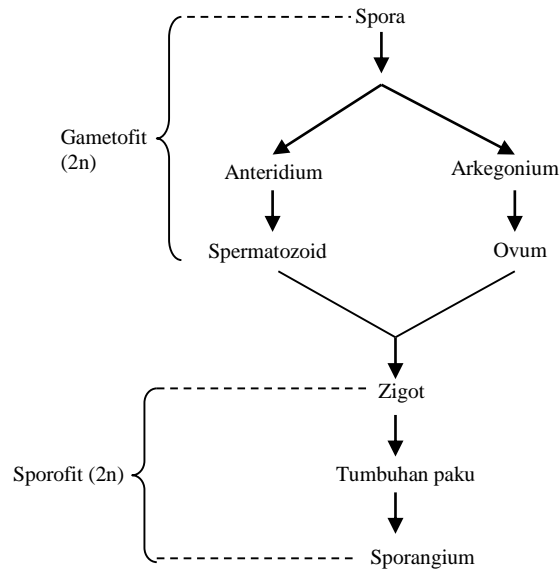 Spora
Gametofit
(2n)
Anteridium
Arkegonium
Spermatozoid
Ovum
Zigot
Sporofit (2n)
Tumbuhan paku
Sporangium